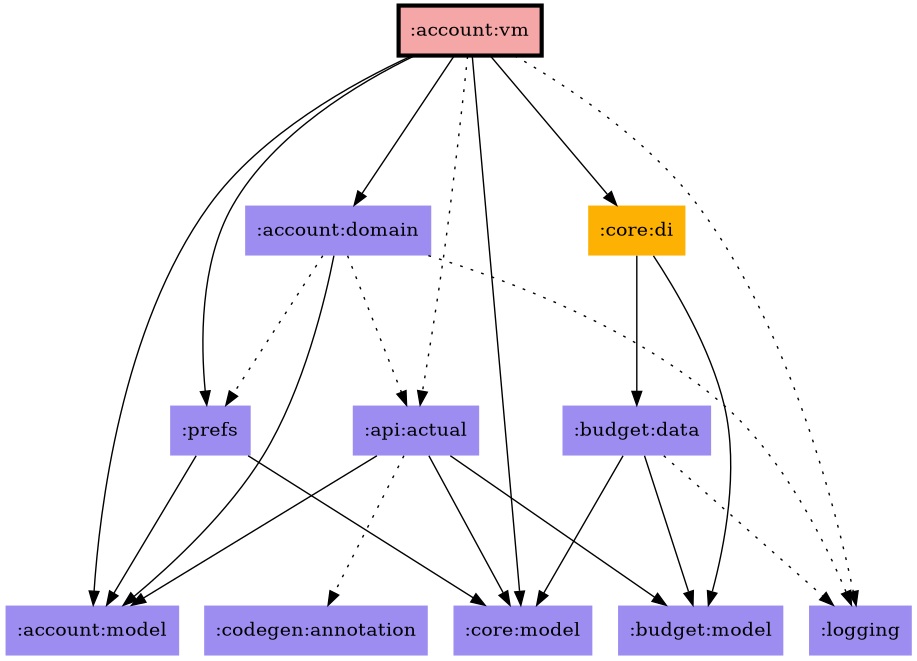 :account:vm
:account:domain
:core:di
:prefs
:api:actual
:budget:data
:account:model
:codegen:annotation
:core:model
:budget:model
:logging